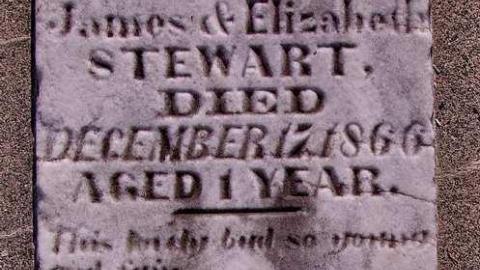 James & Elizabeth
STEWART,
DIED
DECEMBER 17, 1866
AGED 1 YEAR.
This lovely bud so young